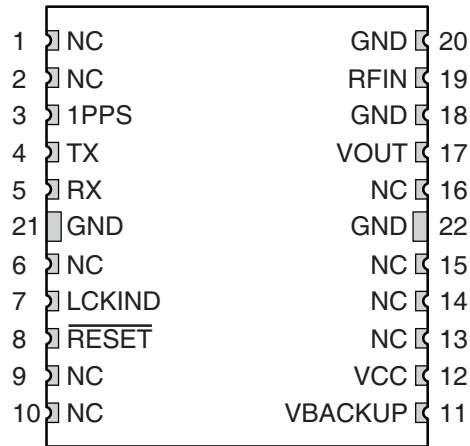 1 NC GND 20
2 NC RFIN 19
3 1PPS GND 18
4 TX VOUT 17
5 RX NC 16
21 GND GND 22
6 NC NC 15
7 LCKIND NC 14
8 RESET NC 13
9 NC VCC 12
10 NC VBACKUP 11